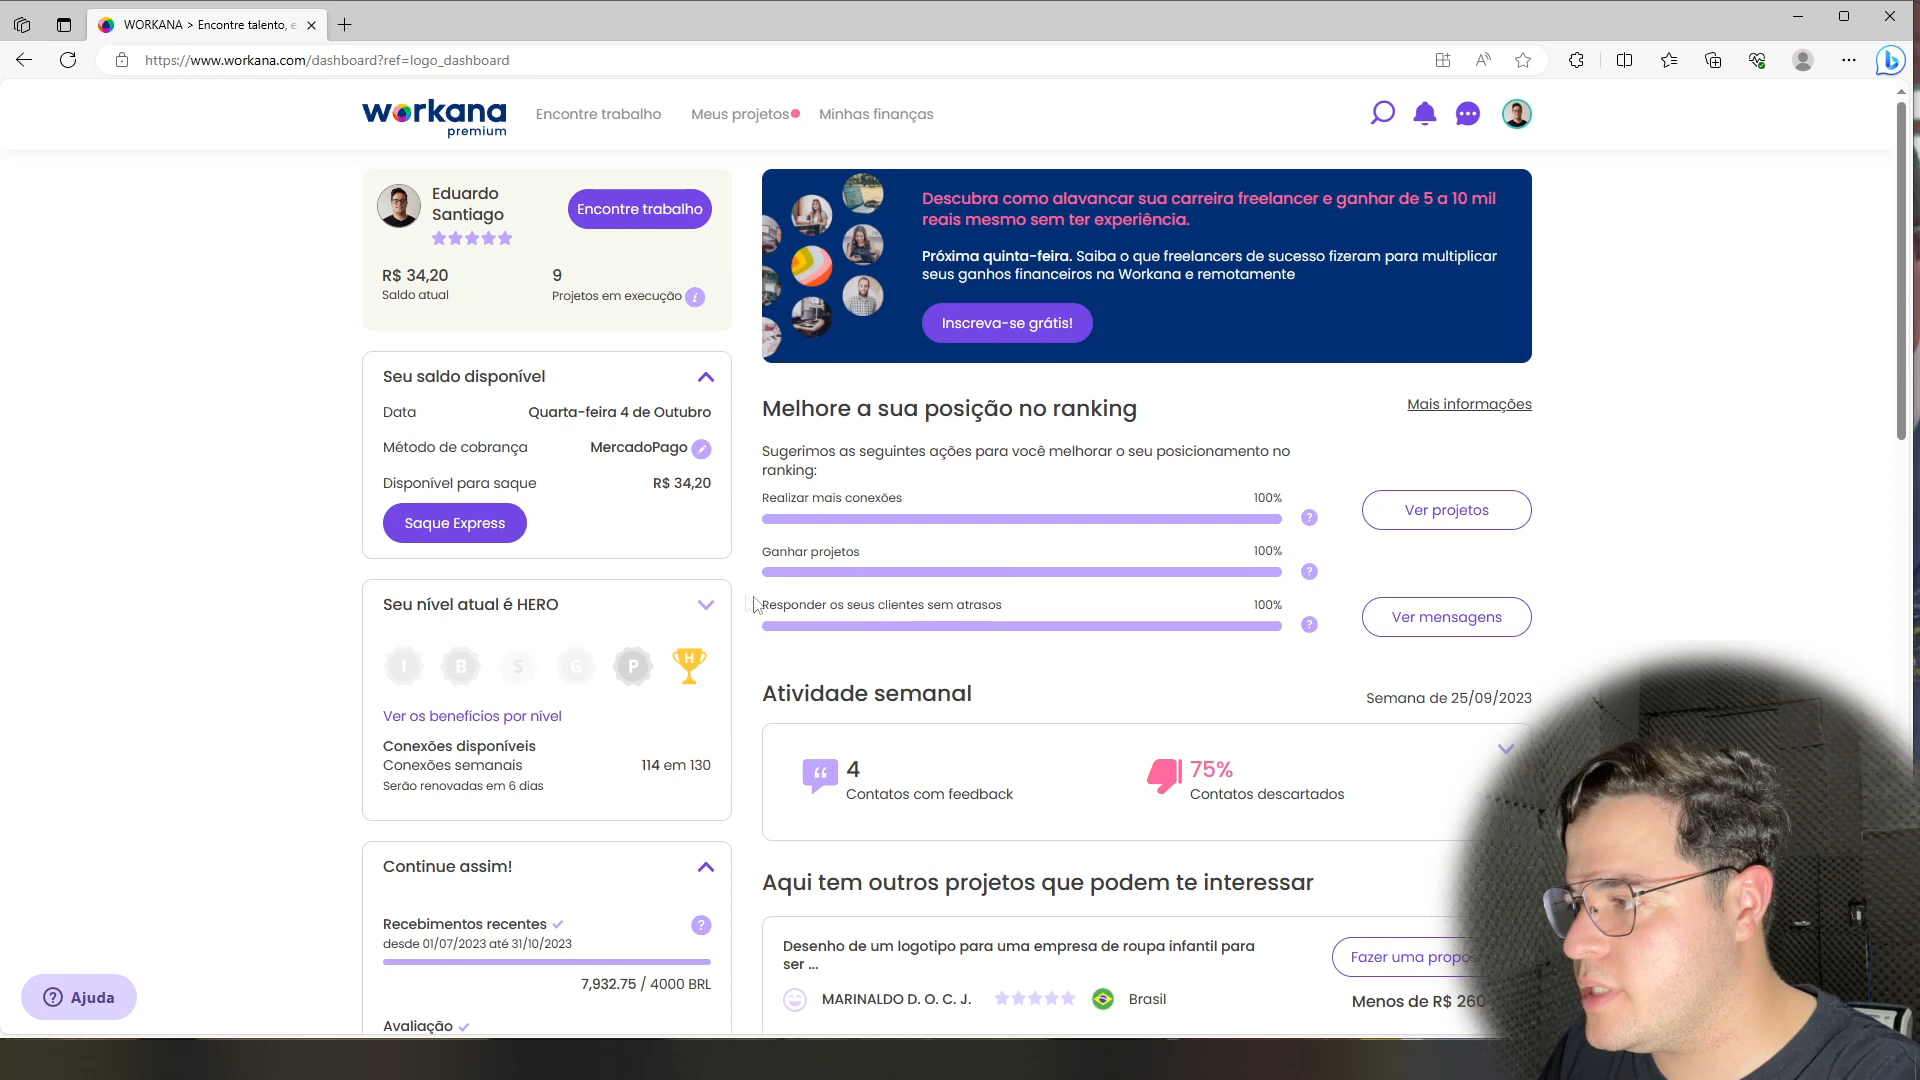 WORKANA > Encontre talento, e
https://www.workana.com/dashboard?ref=logo_dashboard
workana
premium
Encontre trabalho
Meus projetos
Minhas finanças
Eduardo
Santiago
Encontre trabalho
R$ 34,20
Saldo atual
9
Projetos em execução
i
Descubra como alavancar sua carreira freelancer e ganhar de 5 a 10 mil
reais mesmo sem ter experiência.
Próxima quinta-feira. Saiba o que freelancers de sucesso fizeram para multiplicar
seus ganhos financeiros na Workana e remotamente
Inscreva-se grátis!
Seu saldo disponível
Data
Quarta-feira 4 de Outubro
Método de cobrança
MercadoPago
Disponível para saque
R$ 34,20
Saque Express
Melhore a sua posição no ranking
Mais informações
Sugerimos as seguintes ações para você melhorar o seu posicionamento no
ranking:
Realizar mais conexões
100%
?
Ver projetos
Ganhar projetos
100%
?
Responder os seus clientes sem atrasos
100%
?
Ver mensagens
Seu nível atual é HERO
I B S G P H
Ver os benefícios por nível
Conexões disponíveis
Conexões semanais
114 em 130
Serão renovadas em 6 dias
Atividade semanal
Semana de 25/09/2023
4
Contatos com feedback
75%
Contatos descartados
Continue assim!
Recebimentos recentes
?
desde 01/07/2023 até 31/10/2023
7,932.75 / 4000 BRL
Avaliação
Aqui tem outros projetos que podem te interessar
Desenho de um logotipo para uma empresa de roupa infantil para
ser ...
Fazer uma propos
MARINALDO D. O. C. J.
Brasil
Menos de R$ 260
? Ajuda